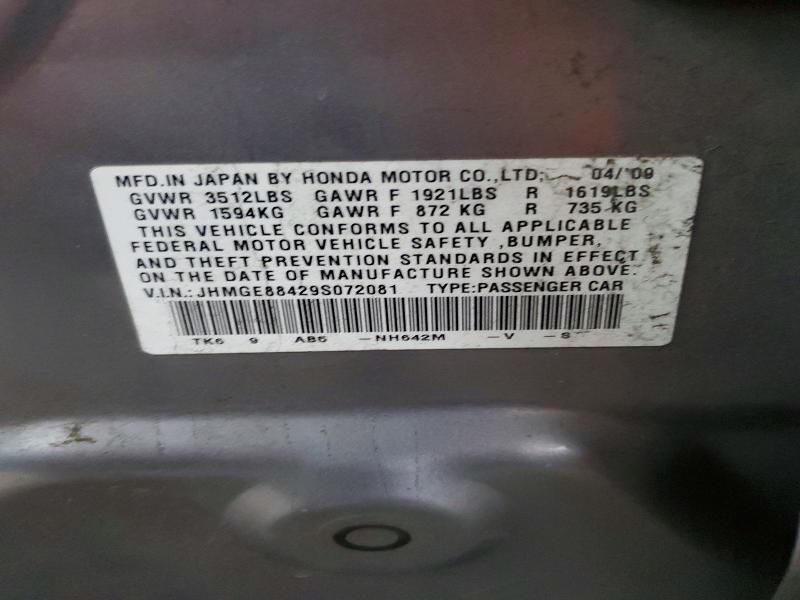 MFD.IN JAPAN BY HONDA MOTOR CO.,LTD; 04/'09
GVWR 3512LBS GAWR F 1921LBS R 1619LBS
GVWR 1594KG GAWR F 872 KG R 735 KG
THIS VEHICLE CONFORMS TO ALL APPLICABLE
FEDERAL MOTOR VEHICLE SAFETY ,BUMPER,
AND THEFT PREVENTION STANDARDS IN EFFECT
ON THE DATE OF MANUFACTURE SHOWN ABOVE.
V.I.N.:JHMGE88429S072081 TYPE:PASSENGER CAR
TK6 9 AB5 -NH642M -V -S